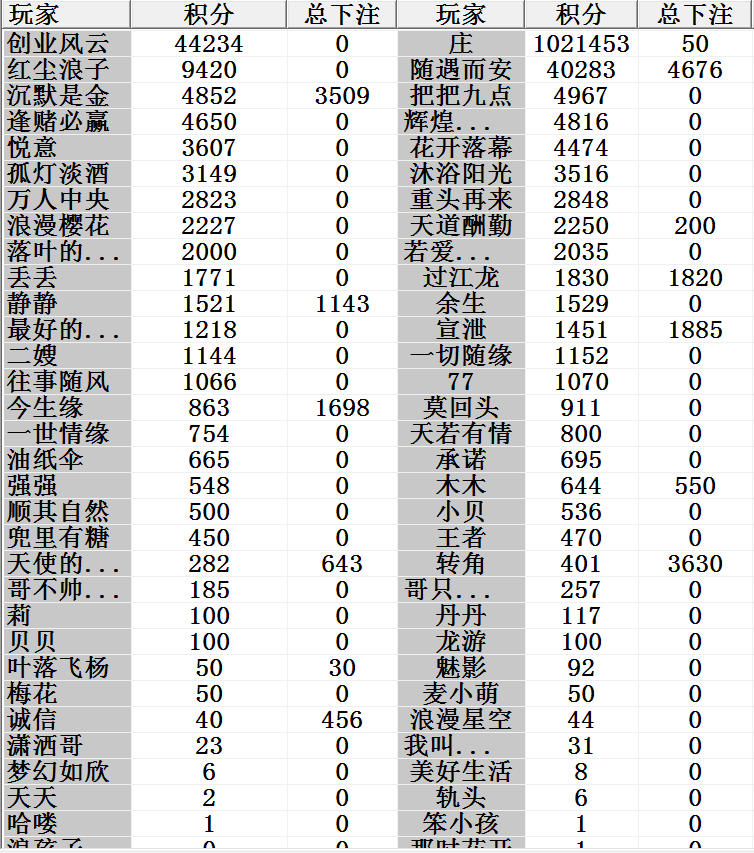 玩家 积分 总下注 玩家 积分 总下注
创业风云 44234 0 庄 1021453 50
红尘浪子 9420 0 随遇而安 40283 4676
沉默是金 4852 3509 把把九点 4967 0
逢赌必赢 4650 0 辉煌... 4816 0
悦意 3607 0 花开落幕 4474 0
孤灯淡酒 3149 0 沐浴阳光 3516 0
万人中央 2823 0 重头再来 2848 0
浪漫樱花 2227 0 天道酬勤 2250 200
落叶的... 2000 0 若爱... 2035 0
丢丢 1771 0 过江龙 1830 1820
静静 1521 1143 余生 1529 0
最好的... 1218 0 宣泄 1451 1885
二嫂 1144 0 一切随缘 1152 0
往事随风 1066 0 77 1070 0
今生缘 863 1698 莫回头 911 0
一世情缘 754 0 天若有情 800 0
油纸伞 665 0 承诺 695 0
强强 548 0 木木 644 550
顺其自然 500 0 小贝 536 0
兜里有糖 450 0 王者 470 0
天使的... 282 643 转角 401 3630
哥不帅... 185 0 哥只... 257 0
莉 100 0 丹丹 117 0
贝贝 100 0 龙游 100 0
叶落飞杨 50 30 魅影 92 0
梅花 50 0 麦小萌 50 0
诚信 40 456 浪漫星空 44 0
潇洒哥 23 0 我叫... 31 0
梦幻如欣 6 0 美好生活 8 0
天天 2 0 轨头 6 0
哈喽 1 0 笨小孩 1 0
浪孩子 0 0 那时花开 1 0